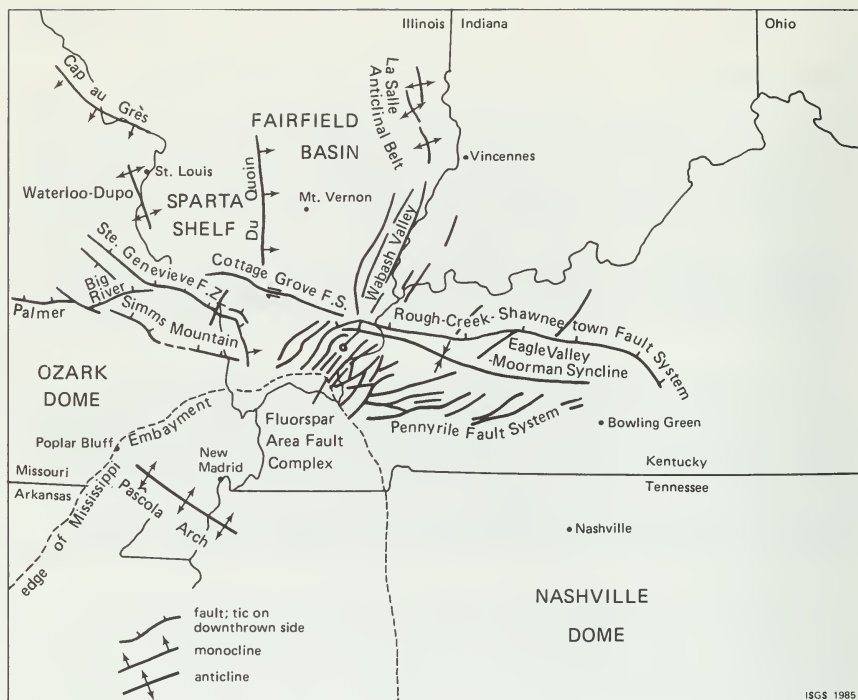 Illinois
Indiana
Ohio
Cap au Grès
La Salle
Anticlinal Belt
FAIRFIELD
BASIN
Vincennes
St. Louis
Waterloo-Dupo
SPARTA
SHELF
Du Quoin
Mt. Vernon
Wabash Valley
Ste. Genevieve F.Z.
Cottage Grove F.S.
Big
River
Palmer
Simms Mountain
Rough-Creek-Shawneetown Fault System
Eagle Valley
-Moorman Syncline
OZARK
DOME
Fluorspar
Area Fault
Complex
Pennyrile Fault System
Bowling Green
Poplar Bluff
edge of Mississippi Embayment
New
Madrid
Missouri
Arkansas
Kentucky
Tennessee
Pascola Arch
Nashville
NASHVILLE
DOME
fault; tic on
downthrown side
monocline
anticline
ISGS 1985